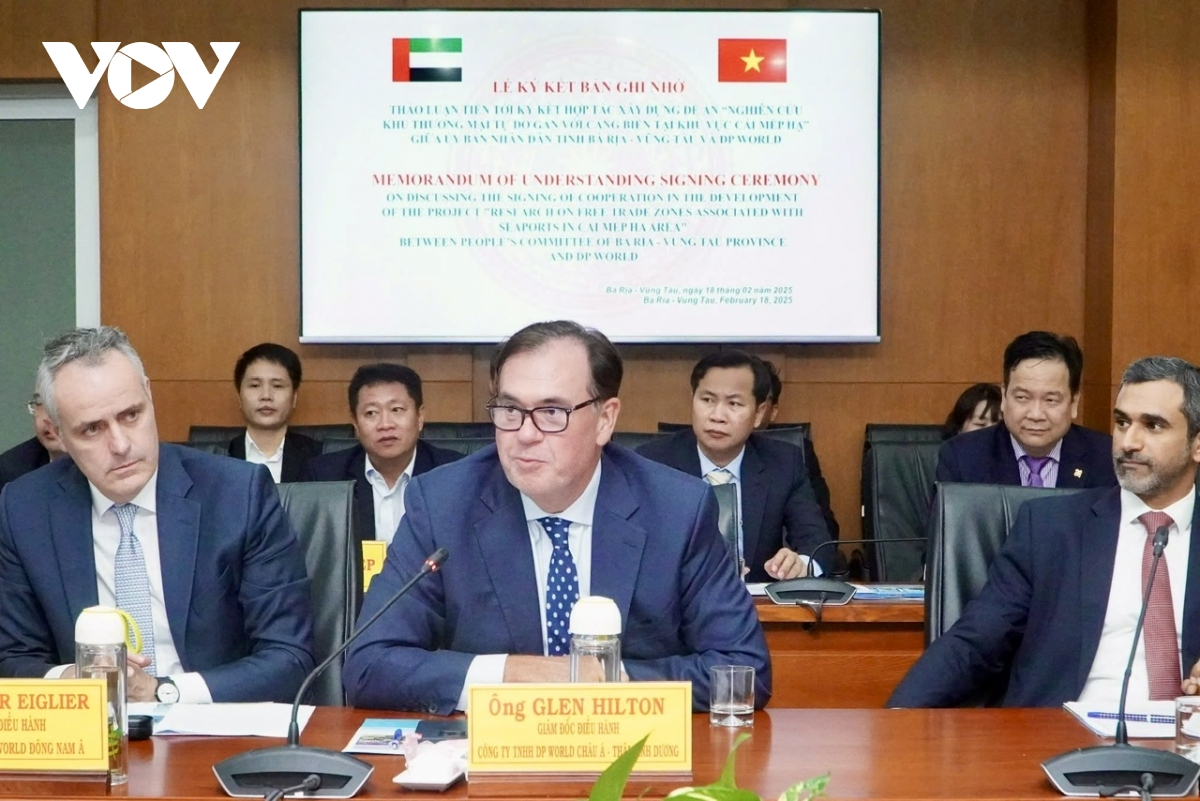 VOV
LỄ KÝ KẾT BẢN GHI NHỚ
THẢO LUẬN TIẾN TỚI KÝ KẾT HỢP TÁC XÂY DỰNG ĐỀ ÁN "NGHIÊN CỨU
KHU THƯƠNG MẠI TỰ DO GẮN VỚI CẢNG BIỂN TẠI KHU VỰC CÁI MÉP HẠ"
GIỮA ỦY BAN NHÂN DÂN TỈNH BÀ RỊA - VŨNG TÀU VÀ DP WORLD
MEMORANDUM OF UNDERSTANDING SIGNING CEREMONY
ON DISCUSSING THE SIGNING OF COOPERATION IN THE DEVELOPMENT
OF THE PROJECT "RESEARCH ON FREE TRADE ZONES ASSOCIATED WITH
SEAPORTS IN CAI MEP HA AREA"
BETWEEN PEOPLE'S COMMITTEE OF BA RIA - VUNG TAU PROVINCE
AND DP WORLD
Bà Rịa - Vũng Tàu, ngày 18 tháng 02 năm 2025
Ba Ria - Vung Tau, February 18, 2025
R EIGLIER
ĐIỀU HÀNH
WORLD ĐÔNG NAM Á
Ông GLEN HILTON
GIÁM ĐỐC ĐIỀU HÀNH
CÔNG TY TNHH DP WORLD CHÂU Á - THÁI BÌNH DƯƠNG